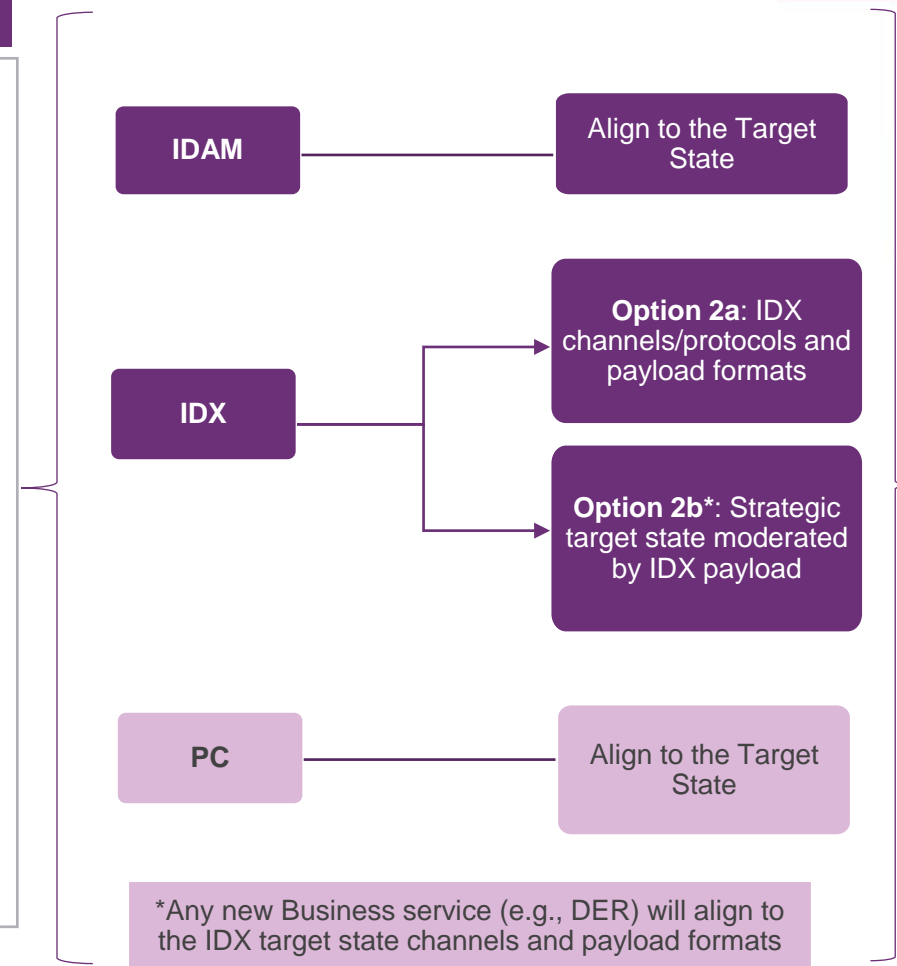 IDAM
Align to the Target
State
Option 2a: IDX
channels/protocols and
payload formats
IDX
Option 2b*: Strategic
target state moderated
by IDX payload
PC
Align to the Target
State
*Any new Business service (e.g., DER) will align to
the IDX target state channels and payload formats